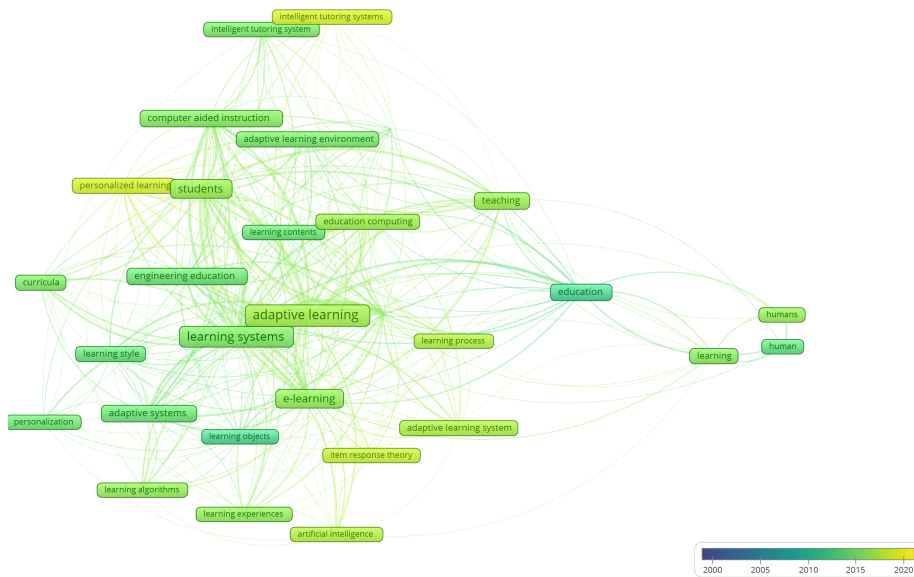 intelligent tutoring systems
intelligent tutoring system
computer aided instruction
adaptive learning environment
personalized learning
students
teaching
education computing
learning contents
engineering education
curricula
education
adaptive learning
humans
learning systems
learning process
human
learning style
learning
e-learning
adaptive systems
personalization
adaptive learning system
learning objects
item response theory
learning algorithms
learning experiences
artificial intelligence
2000 2005 2010 2015 2020